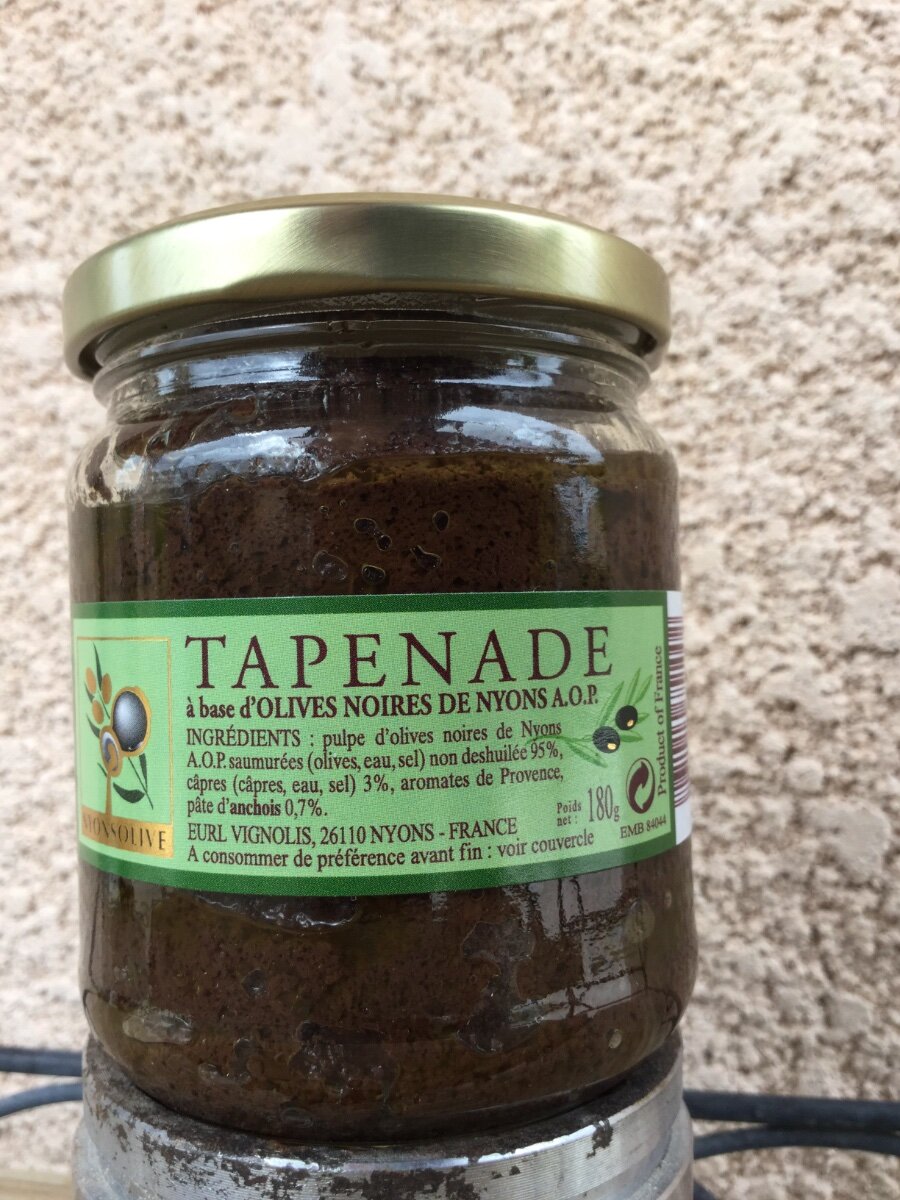 TAPENADE
à base d'OLIVES NOIRES DE NYONS A.O.P.
INGRÉDIENTS : pulpe d'olives noires de Nyons
A.O.P. saumurées (olives, eau, sel) non deshuilée 95%,
câpres (câpres, eau, sel) 3%, aromates de Provence,
pâte d'anchois 0,7%.
Poids net : 180g
EURL VIGNOLIS, 26110 NYONS - FRANCE
EMB 84044
A consommer de préférence avant fin : voir couvercle
NYONSOLIVE
Product of France